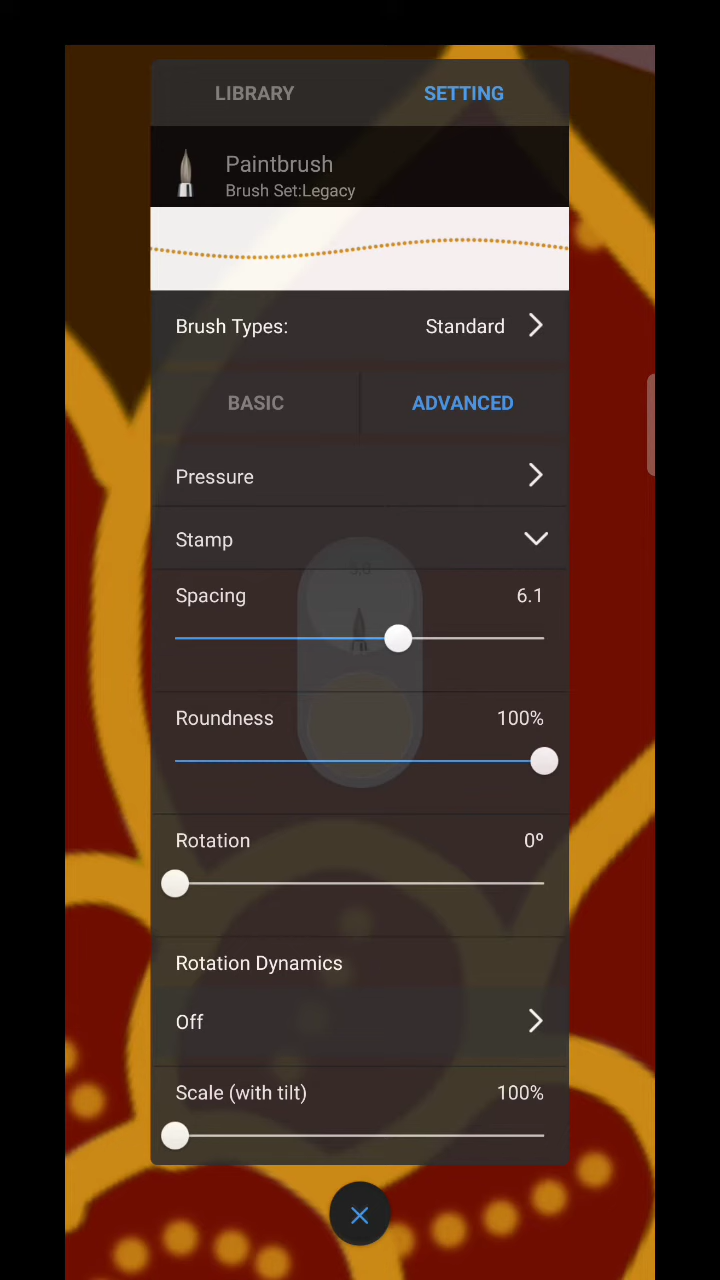 LIBRARY SETTING
Paintbrush
Brush Set:Legacy
Brush Types: Standard
BASIC ADVANCED
Pressure
Stamp
Spacing 6.1
Roundness 100%
Rotation 0º
Rotation Dynamics
Off
Scale (with tilt) 100%